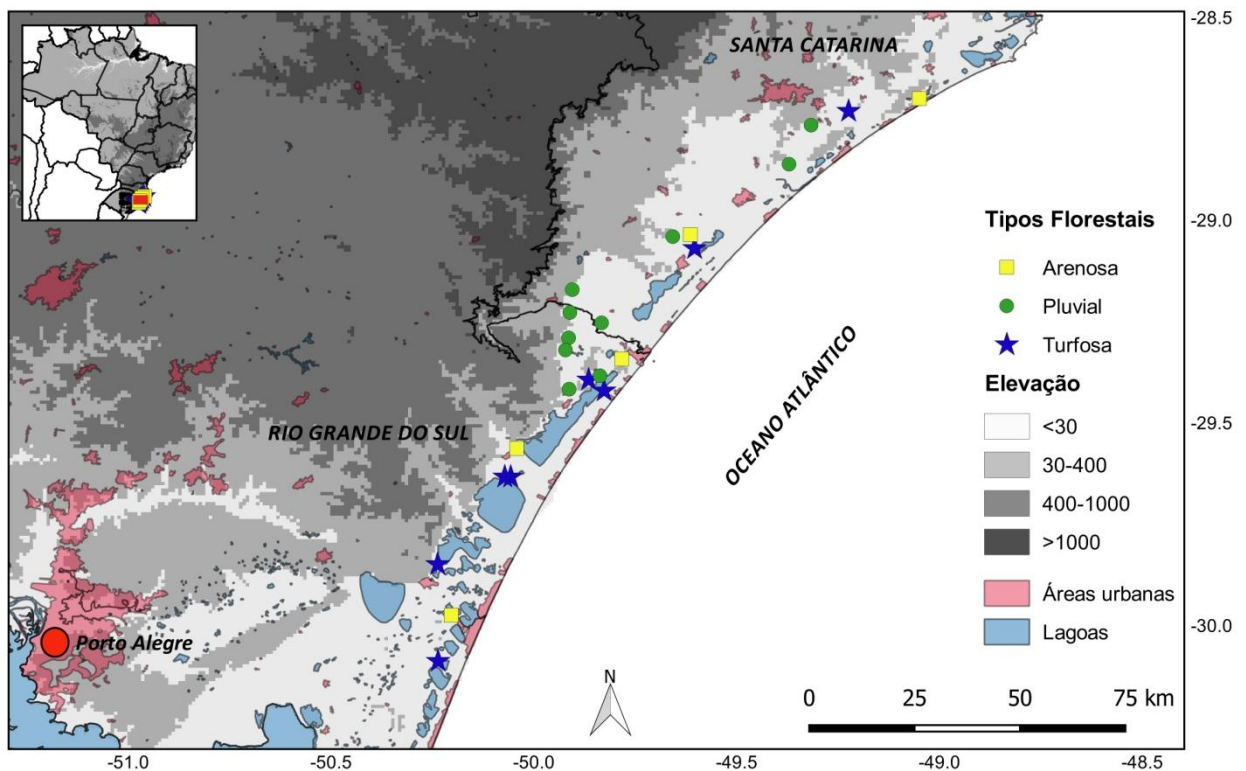 SANTA CATARINA
RIO GRANDE DO SUL
OCEANO ATLÂNTICO
Porto Alegre
Tipos Florestais
Arenosa
Pluvial
Turfosa
Elevação
<30
30-400
400-1000
>1000
Áreas urbanas
Lagoas
N
0 25 50 75 km
-28.5
-29.0
-29.5
-30.0
-51.0 -50.5 -50.0 -49.5 -49.0 -48.5